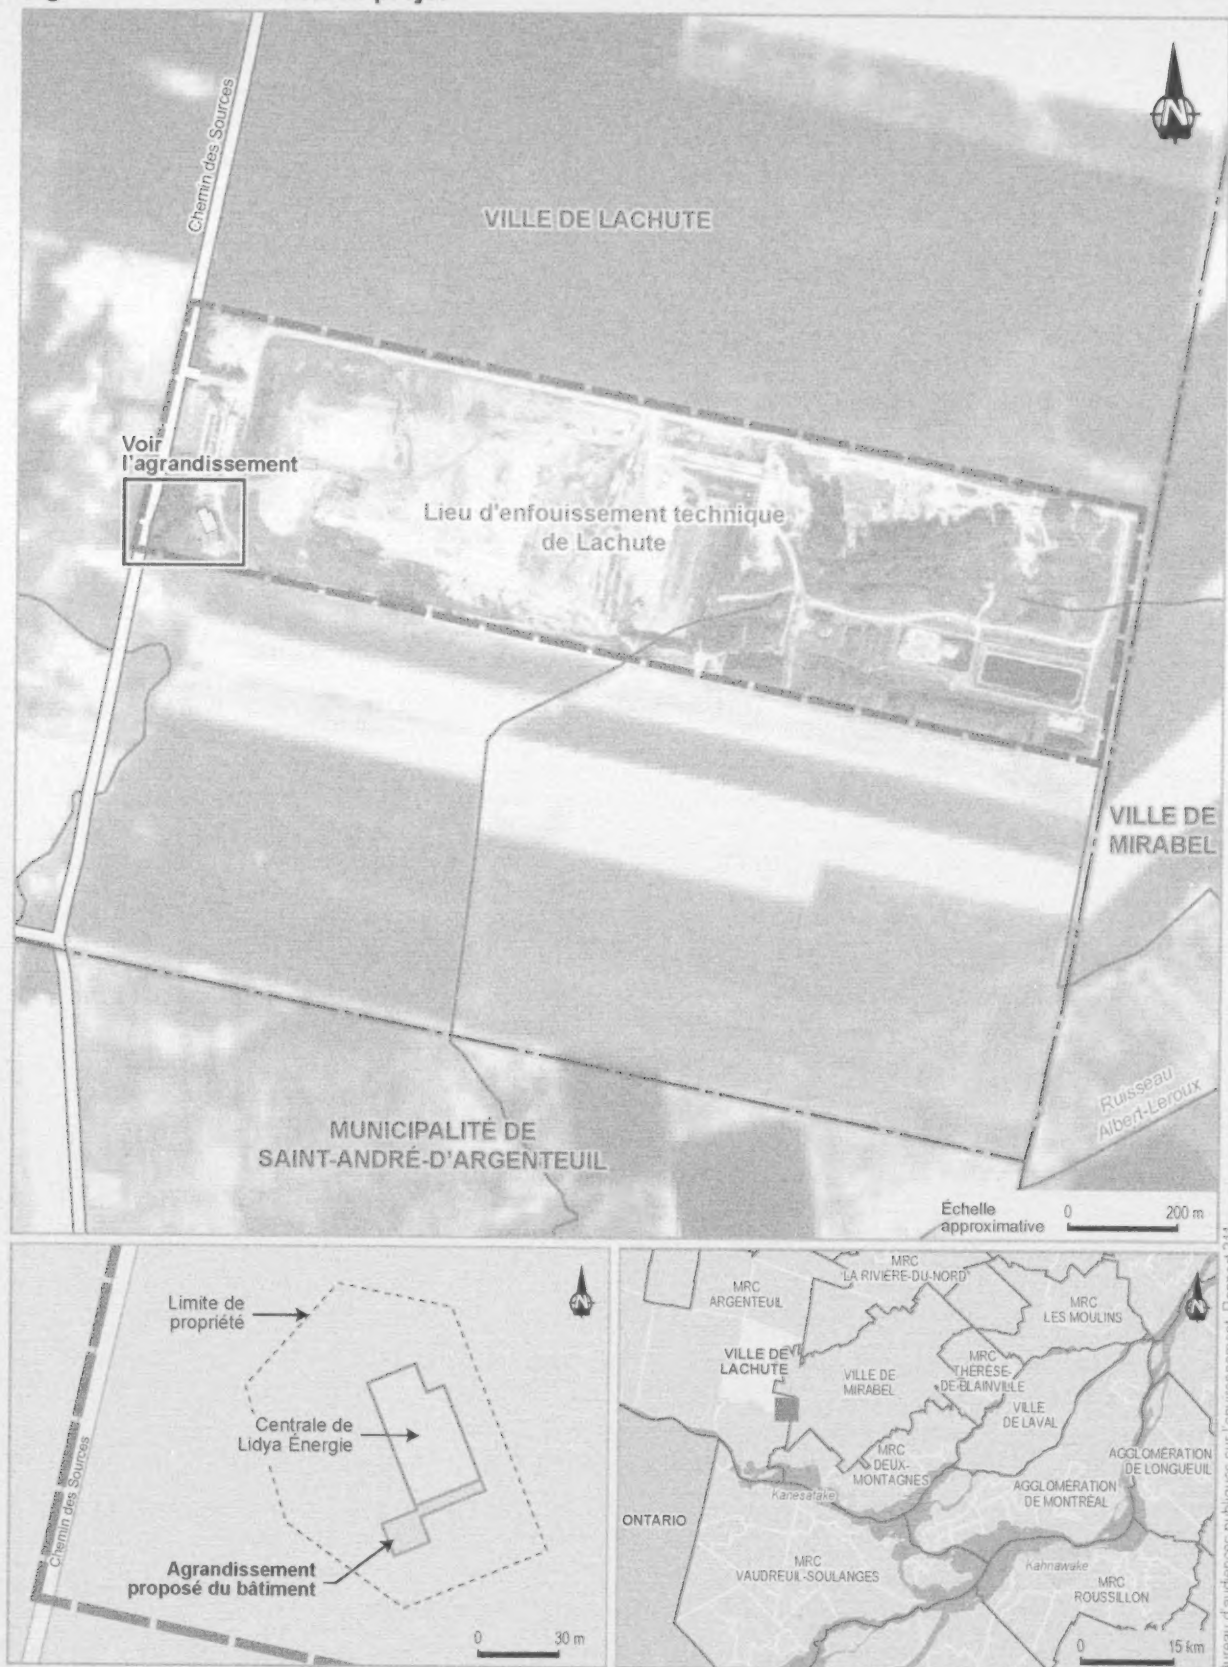 Chemin des Sources
N
VILLE DE LACHUTE
Voir
l'agrandissement
Lieu d'enfouissement technique
de Lachute
VILLE DE
MIRABEL
Ruisseau
Albert-Leroux
MUNICIPALITÉ DE
SAINT-ANDRÉ-D'ARGENTEUIL
Échelle
approximative
0 200 m
Limite de
propriété
N
Centrale de
Lidya Énergie
Chemin des Sources
Agrandissement
proposé du bâtiment
0 30 m
MRC
LA RIVIÈRE-DU-NORD
MRC
ARGENTEUIL
N
MRC
LES MOULINS
VILLE DE
LACHUTE
MRC
THÉRÈSE-
DE-BLAINVILLE
VILLE DE
MIRABEL
VILLE
DE LAVAL
MRC
DEUX-
MONTAGNES
AGGLOMÉRATION
DE LONGUEUIL
Kanesatake
AGGLOMÉRATION
DE MONTRÉAL
ONTARIO
MRC
VAUDREUIL-SOULANGES
Kahnawake
MRC
ROUSSILLON
0 15 km